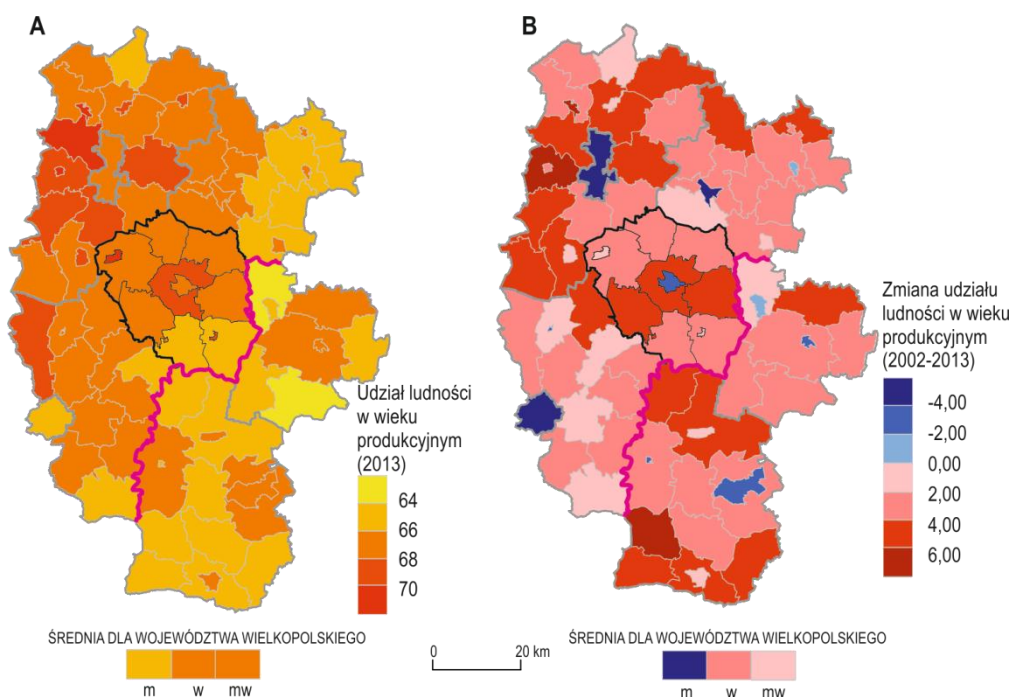 A
B
Udział ludności
w wieku
produkcyjnym
(2013)
64
66
68
70
Zmiana udziału
ludności w wieku
produkcyjnym
(2002-2013)
-4,00
-2,00
0,00
2,00
4,00
6,00
ŚREDNIA DLA WOJEWÓDZTWA WIELKOPOLSKIEGO
m w mw
0 20 km
ŚREDNIA DLA WOJEWÓDZTWA WIELKOPOLSKIEGO
m w mw